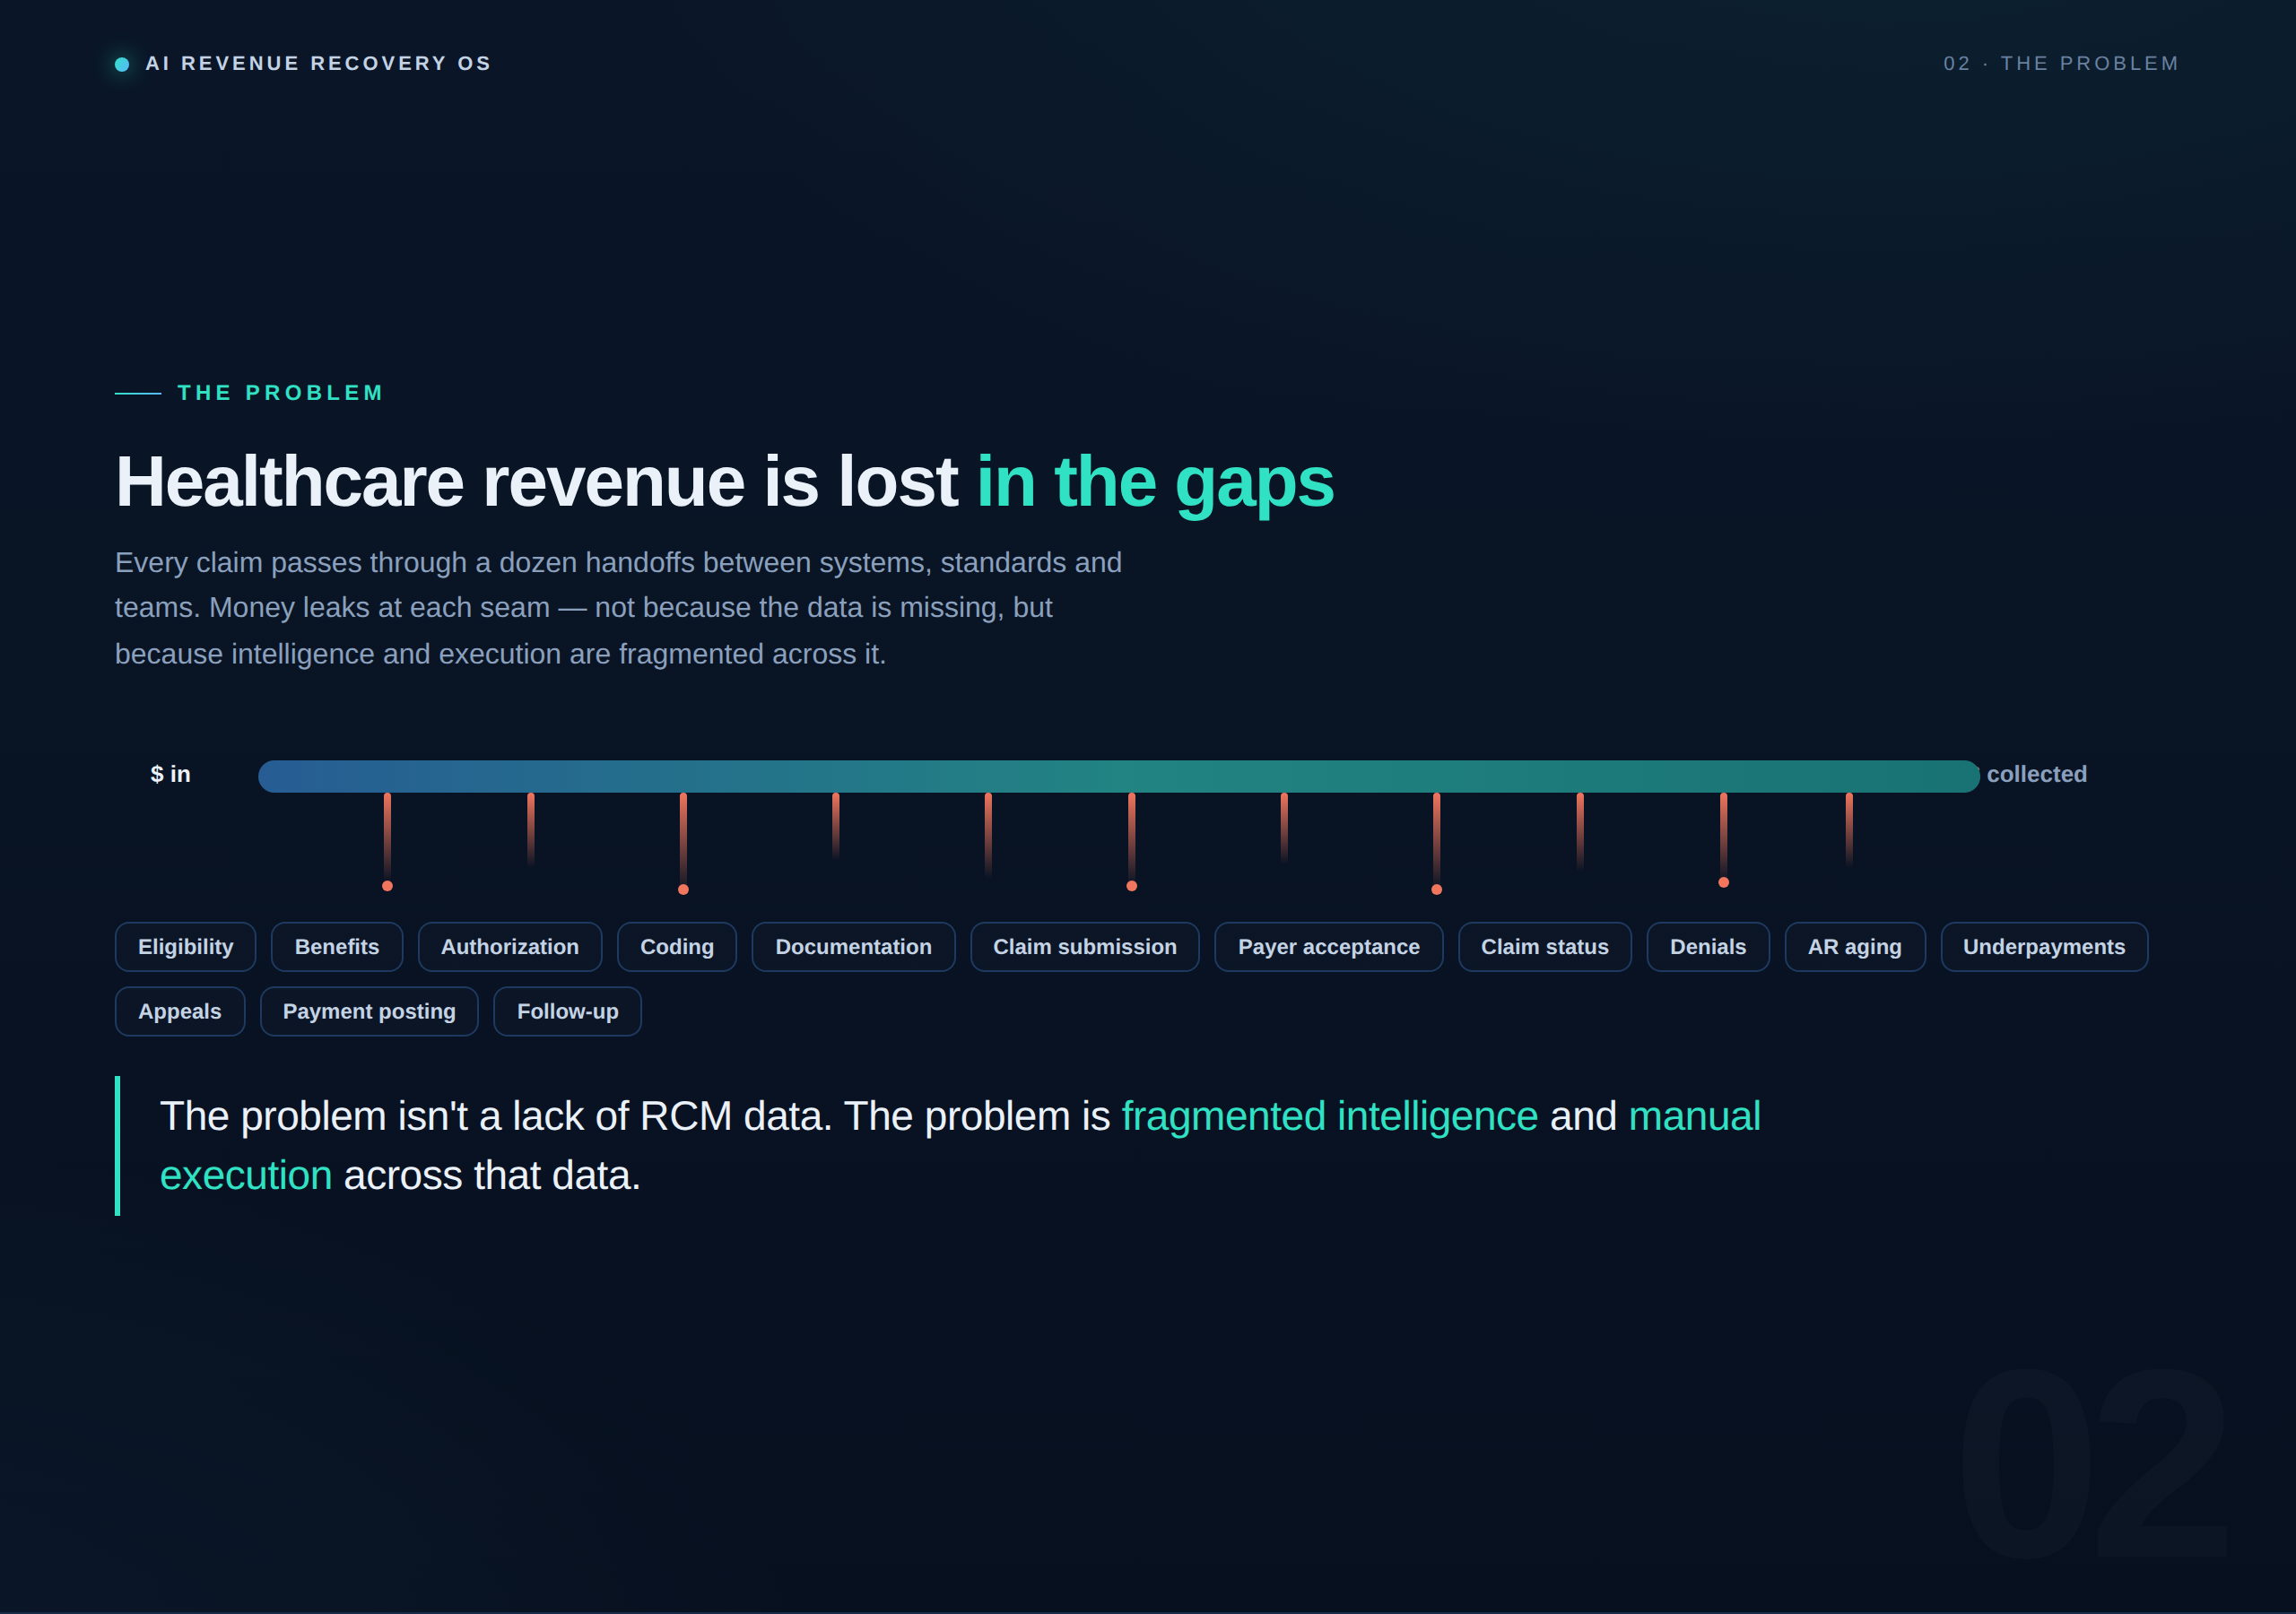 AI REVENUE RECOVERY OS
02 · THE PROBLEM
THE PROBLEM
Healthcare revenue is lost in the gaps
Every claim passes through a dozen handoffs between systems, standards and
teams. Money leaks at each seam — not because the data is missing, but
because intelligence and execution are fragmented across it.
$ in
collected
Eligibility Benefits Authorization Coding Documentation Claim submission Payer acceptance Claim status Denials AR aging Underpayments
Appeals Payment posting Follow-up
The problem isn't a lack of RCM data. The problem is fragmented intelligence and manual
execution across that data.
02